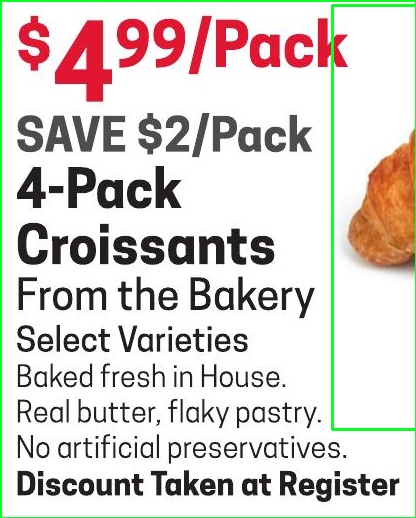 $4.99/Pack
SAVE $2/Pack
4-Pack
Croissants
From the Bakery
Select Varieties
Baked fresh in House.
Real butter, flaky pastry.
No artificial preservatives.
Discount Taken at Register